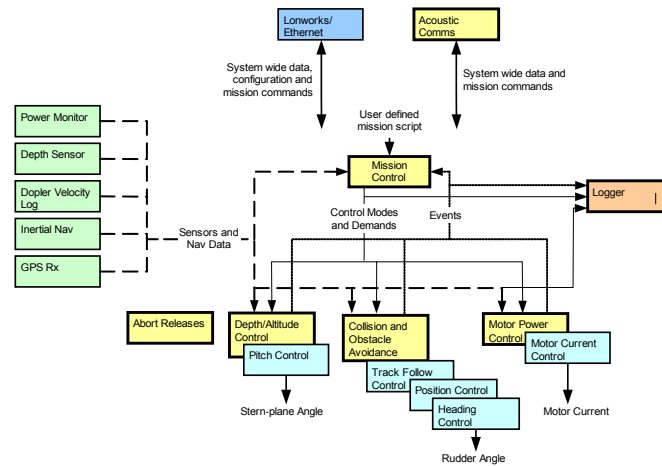 Lonworks/
Ethernet
Acoustic
Comms
System wide data,
configuration and
mission commands
System wide data and
mission commands
User defined
mission script
Power Monitor
Depth Sensor
Dopler Velocity
Log
Inertial Nav
GPS Rx
Sensors and
Nav Data
Mission
Control
Control Modes
and Demands
Events
Logger
Abort Releases
Depth/Altitude
Control
Pitch Control
Stern-plane Angle
Collision and
Obstacle
Avoidance
Track Follow
Control
Position Control
Heading
Control
Rudder Angle
Motor Power
Control
Motor Current
Control
Motor Current